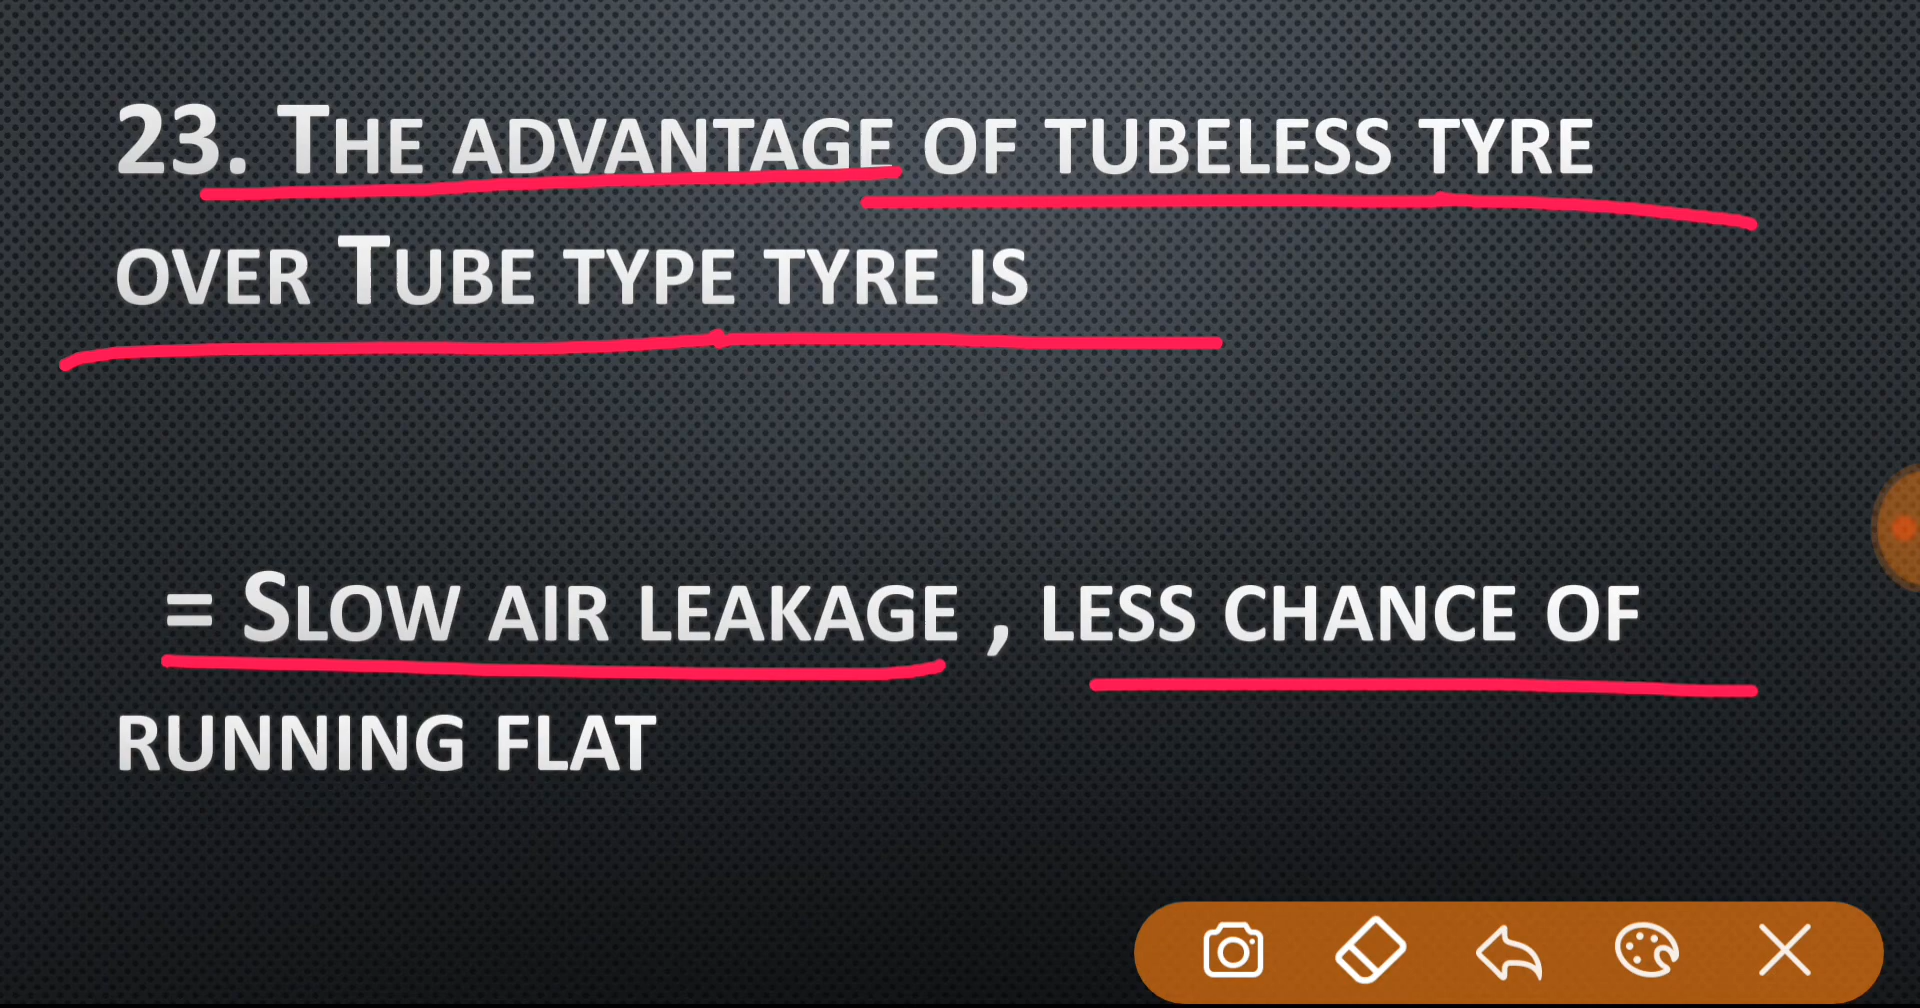 23. The advantage of tubeless tyre
over Tube type tyre is
= Slow air leakage , less chance of
running flat